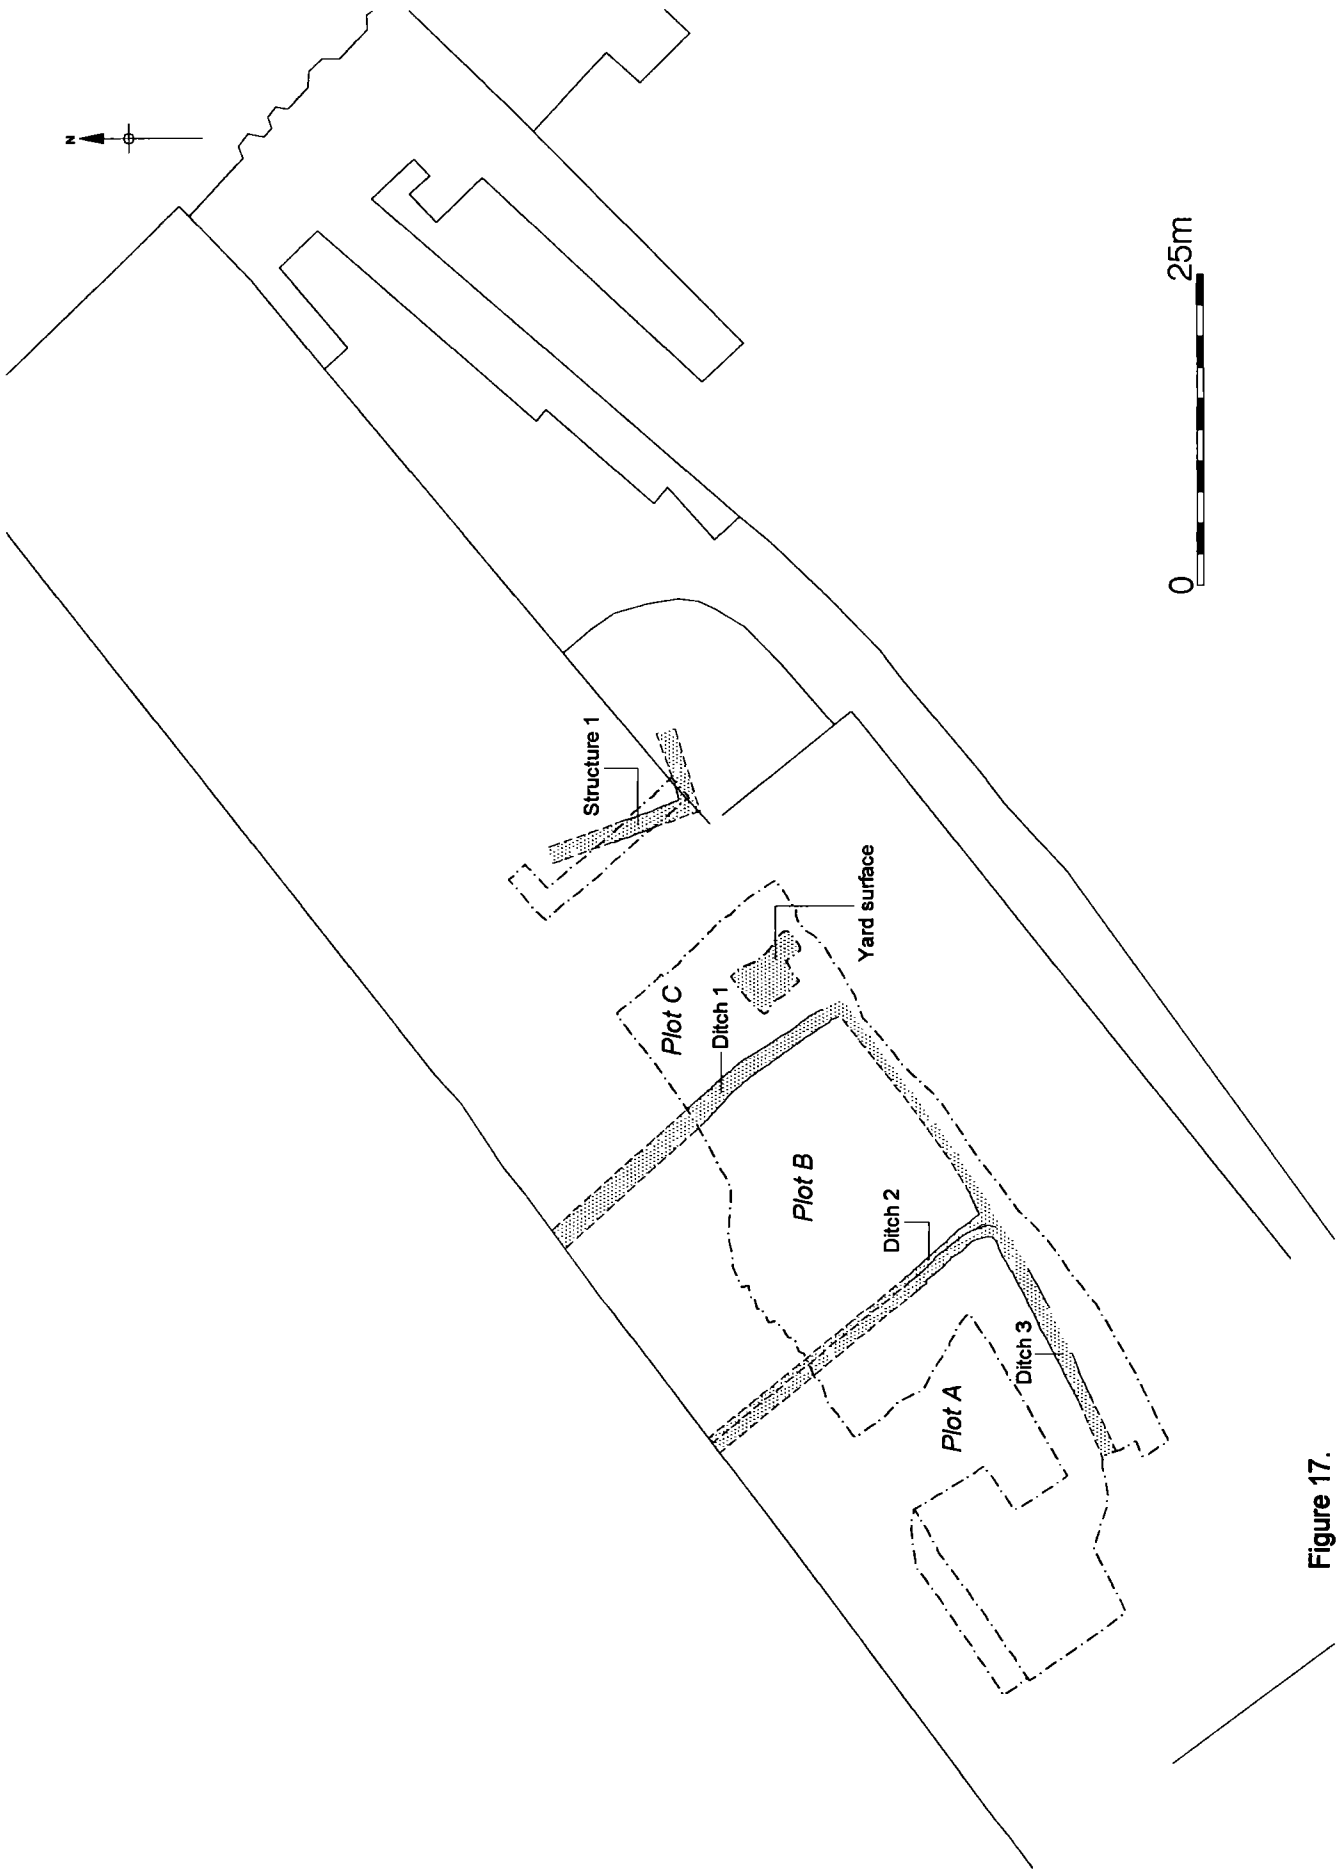 N
25m
0
Structure 1
Yard surface
Plot C
Ditch 1
Plot B
Ditch 2
Ditch 3
Plot A
Figure 17.